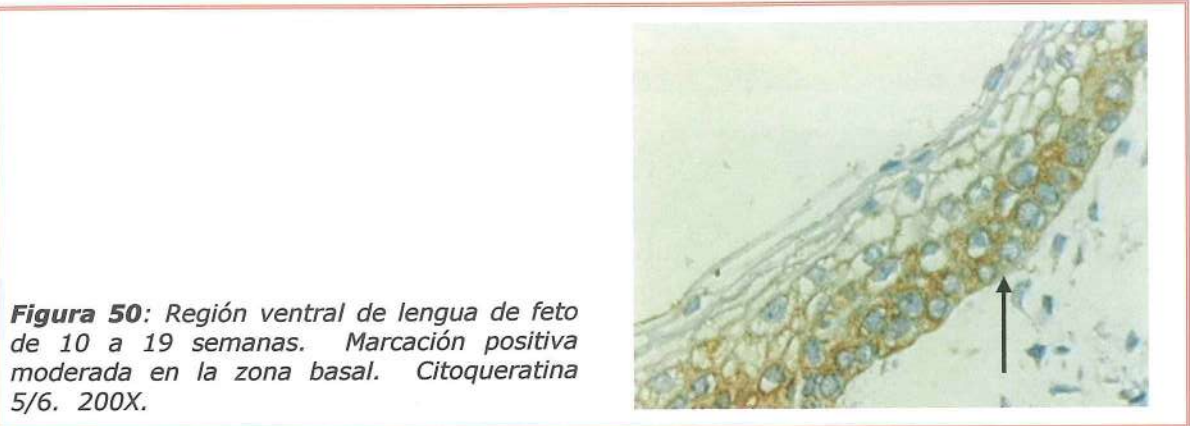 Figura 50: Región ventral de lengua de feto
de 10 a 19 semanas. Marcación positiva
moderada en la zona basal. Citoqueratina
5/6. 200X.